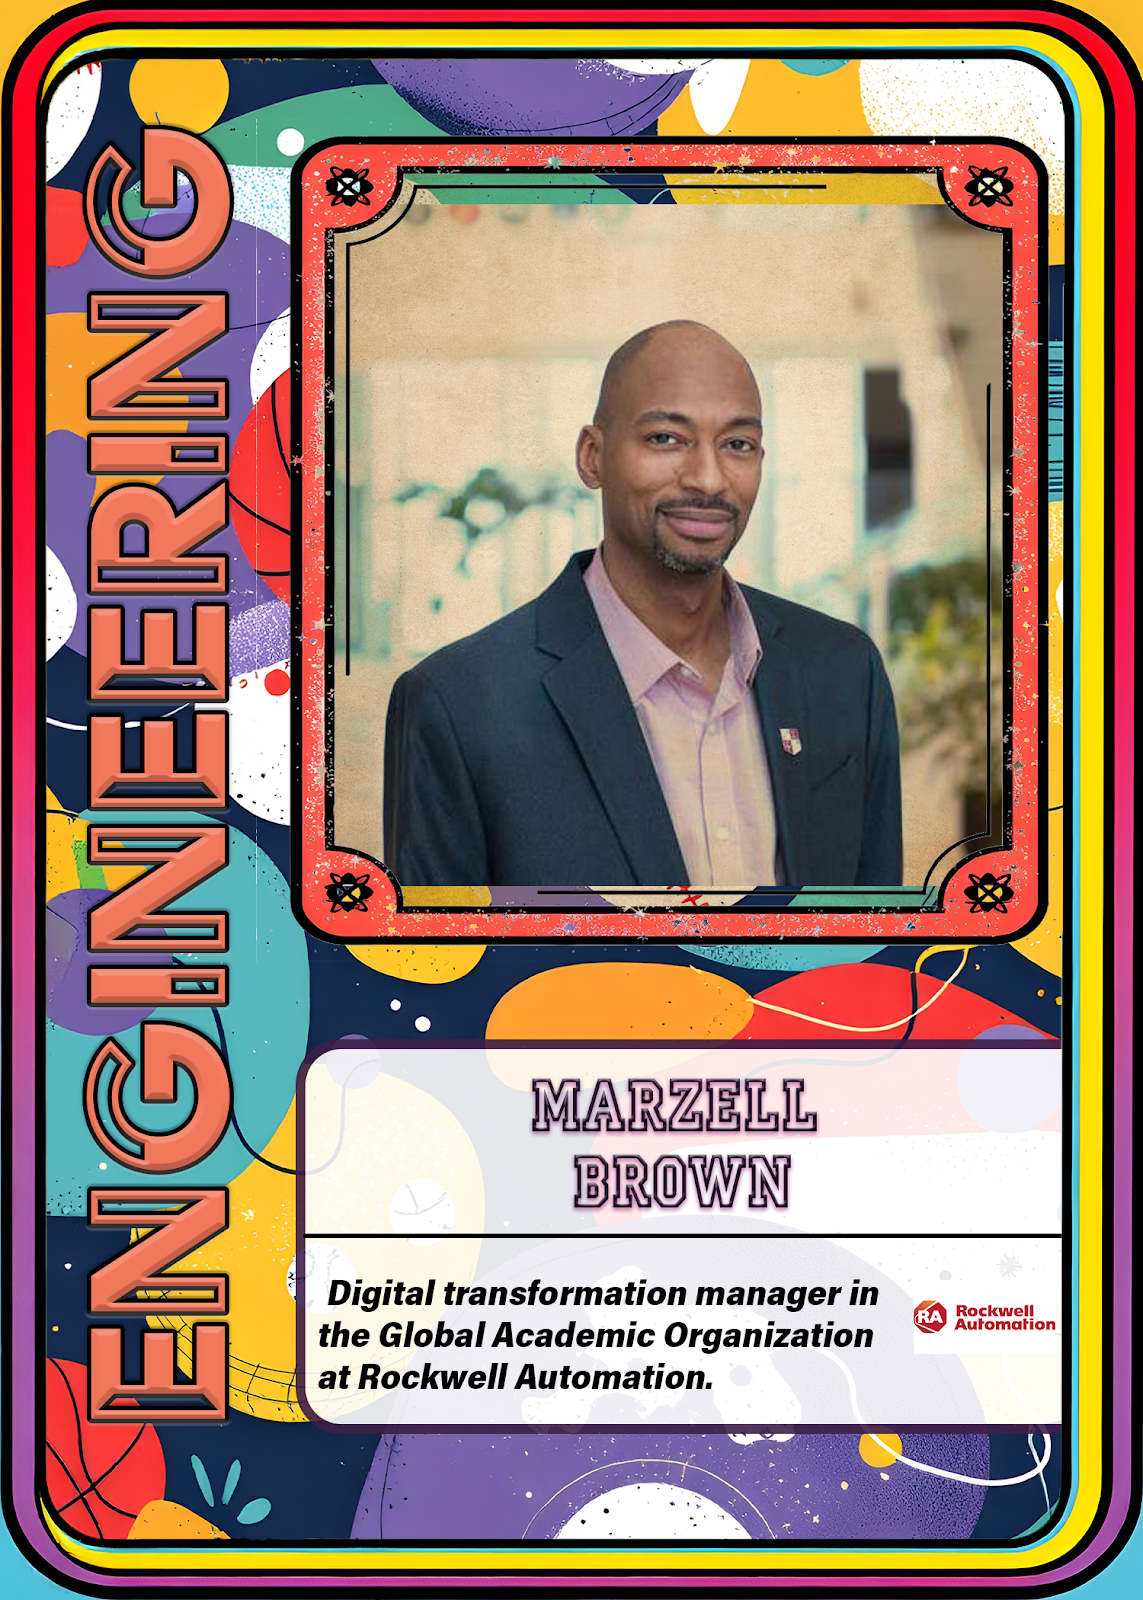 ENGINEERING
MARZELL
BROWN
Digital transformation manager in
the Global Academic Organization
at Rockwell Automation.
RA
Rockwell
Automation